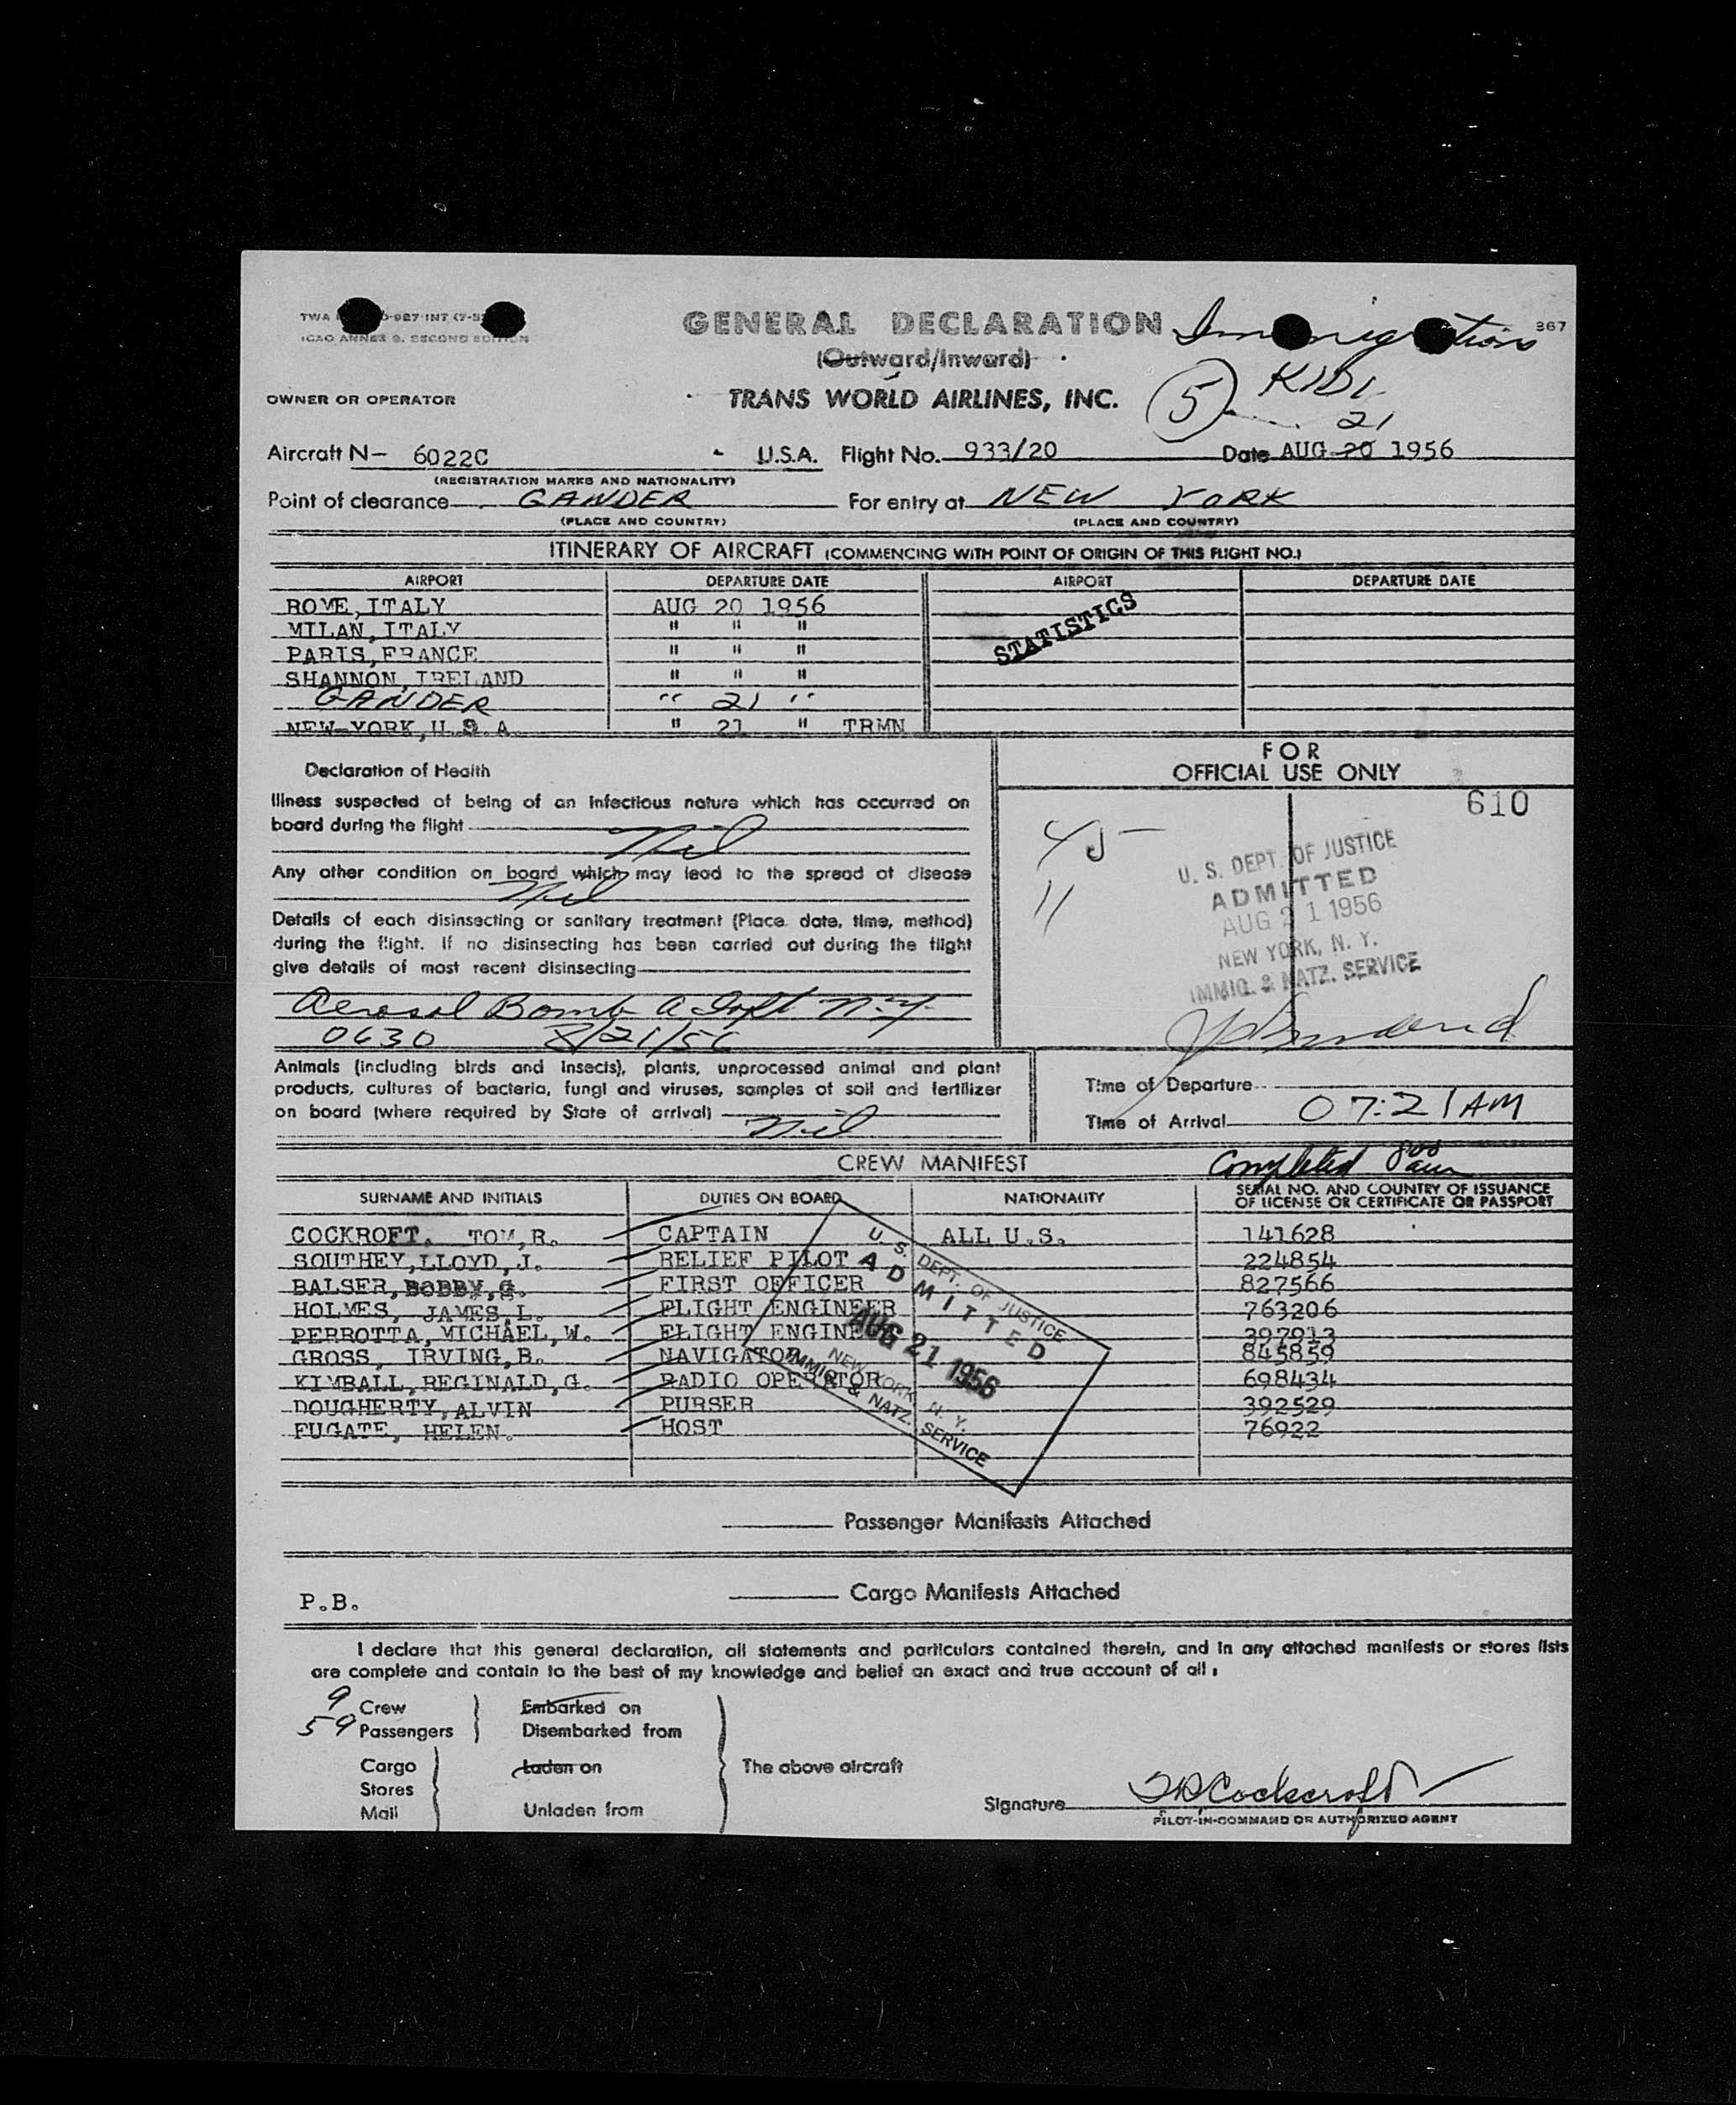 GENERAL DECLARATION
367
ICAO ANNEX 9. SECOND EDITION
(Outward/Inward)
KIDL
OWNER OR OPERATOR
TRANS WORLD AIRLINES, INC.
5
21
Aircraft N- 6022C U.S.A. Flight No. 933/20 Date AUG 20 1956
(REGISTRATION MARKS AND NATIONALITY)
Point of clearance GANDER For entry at NEW YORK
(PLACE AND COUNTRY) (PLACE AND COUNTRY)
ITINERARY OF AIRCRAFT (COMMENCING WITH POINT OF ORIGIN OF THIS FLIGHT NO.)
AIRPORT DEPARTURE DATE AIRPORT DEPARTURE DATE
ROME, ITALY AUG 20 1956
STATISTICS
MILAN, ITALY " " "
PARIS, FRANCE " " "
SHANNON, IRELAND " " "
GANDER " 21 "
NEW YORK, U.S.A. " 21 " TRMN
FOR
OFFICIAL USE ONLY
610
45
11
U. S. DEPT. OF JUSTICE
ADMITTED
AUG 21 1956
NEW YORK, N. Y.
IMMIG. & NATZ. SERVICE
Declaration of Health
Illness suspected of being of an infectious nature which has occurred on
board during the flight
Nil
Any other condition on board which may lead to the spread of disease
Nil
Details of each disinsecting or sanitary treatment (Place, date, time, method)
during the flight. If no disinsecting has been carried out during the flight
give details of most recent disinsecting
Aerosol Bomb N.Y.
0630 8/21/56
Animals (including birds and insects), plants, unprocessed animal and plant
products, cultures of bacteria, fungi and viruses, samples of soil and fertilizer
on board (where required by State of arrival)
Nil
Time of Departure
Time of Arrival 07:21 AM
CREW MANIFEST
Completed 8:00 am
SURNAME AND INITIALS DUTIES ON BOARD NATIONALITY SERIAL NO. AND COUNTRY OF ISSUANCE
OF LICENSE OR CERTIFICATE OR PASSPORT
COCKROFT, TOM, R. CAPTAIN ALL U.S. 141628
SOUTHEY, LLOYD, J. RELIEF PILOT 224854
BALSER, BOBBY, G. FIRST OFFICER 827566
HOLMES, JAMES, L. FLIGHT ENGINEER 763206
PERROTTA, MICHAEL, W. FLIGHT ENGINEER 397913
GROSS, IRVING, B. NAVIGATOR 845859
KIMBALL, REGINALD, G. RADIO OPERATOR 698434
DOUGHERTY, ALVIN PURSER 392529
FUGATE, HELEN. HOST 76922
U. S. DEPT. OF JUSTICE
ADMITTED
AUG 21 1956
NEW YORK, N. Y.
IMMIG. & NATZ. SERVICE
Passenger Manifests Attached
P.B.
Cargo Manifests Attached
I declare that this general declaration, all statements and particulars contained therein, and in any attached manifests or stores lists
are complete and contain to the best of my knowledge and belief an exact and true account of all :
9 Crew Embarked on
59 Passengers Disembarked from
Cargo Laden on The above aircraft
Stores
Mail Unladen from
Signature T R Cockcroft
PILOT-IN-COMMAND OR AUTHORIZED AGENT